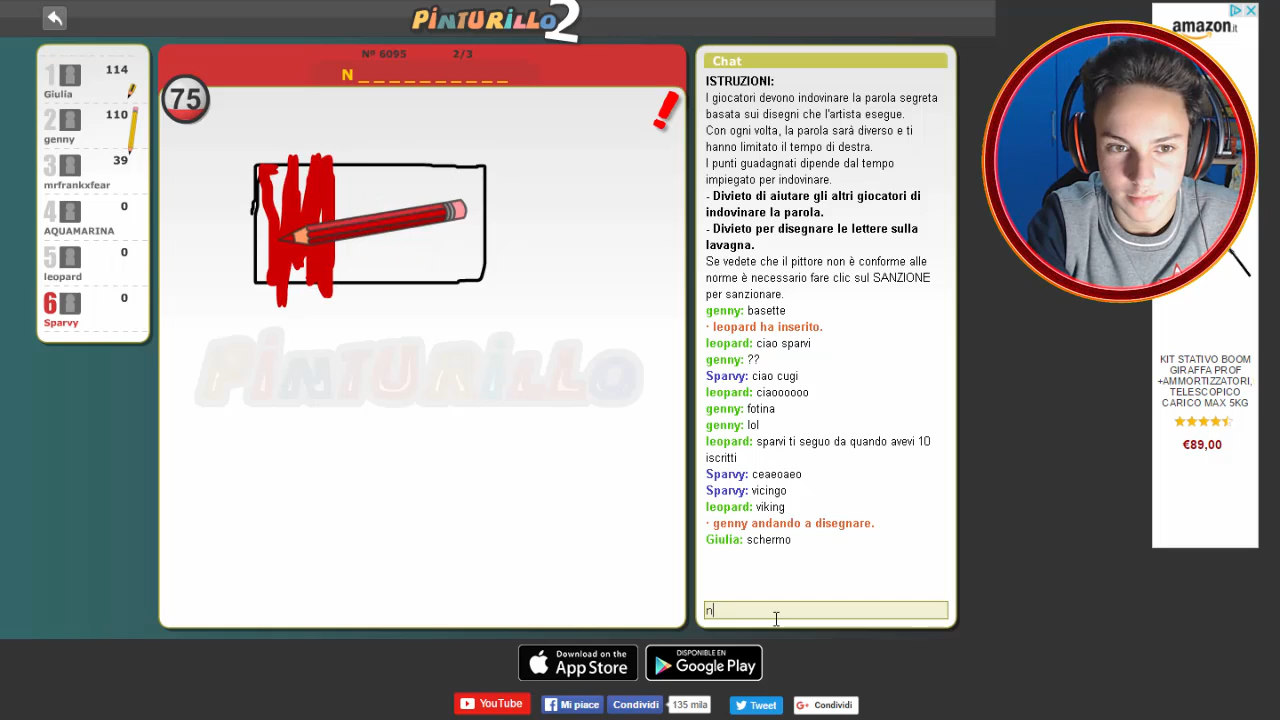 PINTURILLO 2
Nº 6095 2/3
N _ _ _ _ _ _ _ _ _
75
1 Giulia 114
2 genny 110
3 mrfrankxfear 39
4 AQUAMARINA 0
5 leopard 0
6 Sparvy 0
PINTURILLO
Chat
ISTRUZIONI:
I giocatori devono indovinare la parola segreta
basata sui disegni che l'artista esegue.
Con ogni volta, la parola sarà diverso e ti
hanno limitato il tempo di destra.
I punti guadagnati dipende dal tempo
impiegato per indovinare.
- Divieto di aiutare gli altri giocatori di
indovinare la parola.
- Divieto per disegnare le lettere sulla
lavagna.
Se vedete che il pittore non è conforme alle
norme è necessario fare clic sul SANZIONE
per sanzionare.
genny: basette
· leopard ha inserito.
leopard: ciao sparvi
genny: ??
Sparvy: ciao cugi
leopard: ciaoooooo
genny: fotina
genny: lol
leopard: sparvi ti seguo da quando avevi 10
iscritti
Sparvy: ceaeoaeo
Sparvy: vicingo
leopard: viking
· genny andando a disegnare.
Giulia: schermo
n
amazon.it
KIT STATIVO BOOM
GIRAFFA PROF
+AMMORTIZZATORI,
TELESCOPICO
CARICO MAX 5KG
€89,00
Download on the
App Store
DISPONIBLE EN
Google Play
YouTube
Mi piace
Condividi
135 mila
Tweet
G+ Condividi